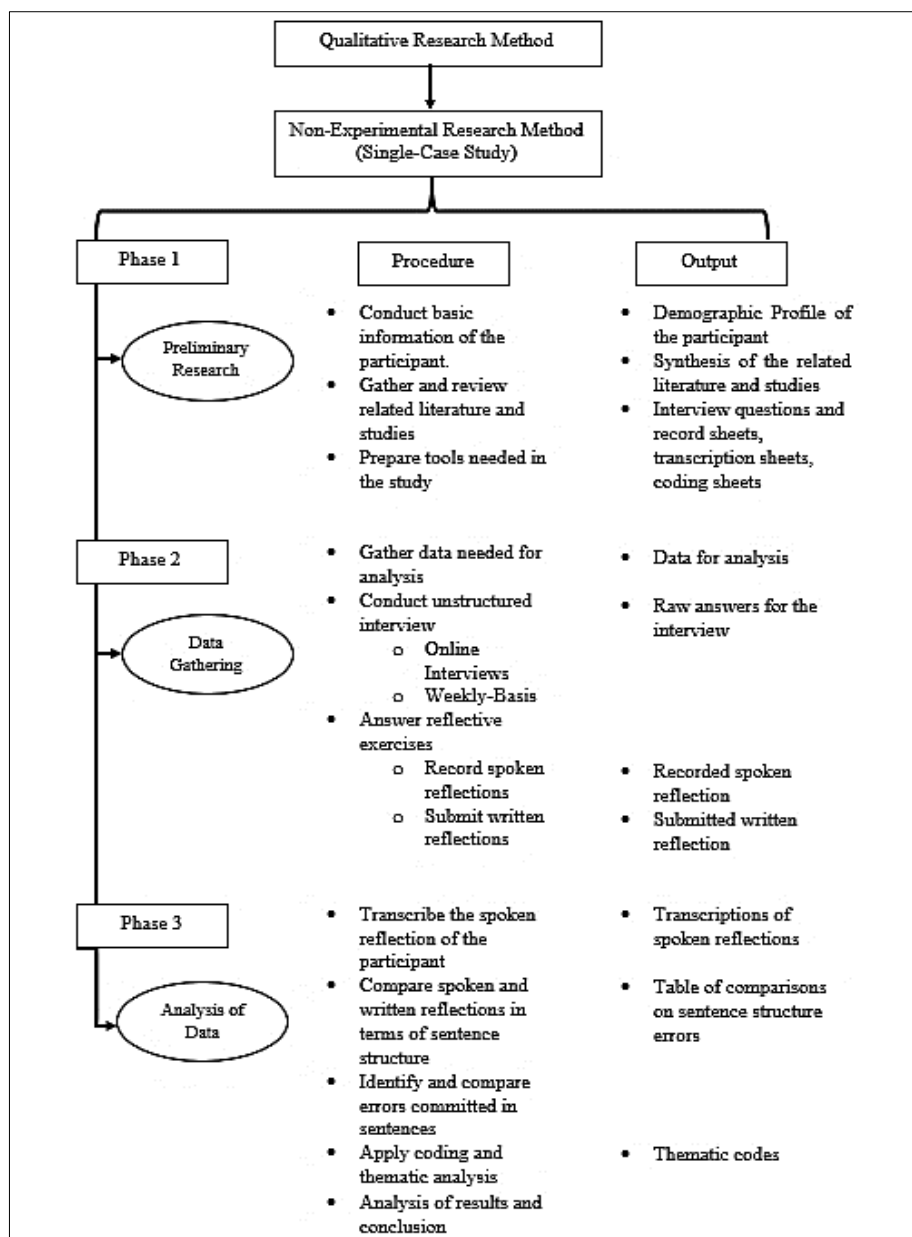 Qualitative Research Method
Non-Experimental Research Method
(Single-Case Study)
Phase 1
Procedure
Output
Preliminary
Research
• Conduct basic
information of the
participant.
• Gather and review
related literature and
studies
• Prepare tools needed in
the study
• Demographic Profile of
the participant
• Synthesis of the related
literature and studies
• Interview questions and
record sheets,
transcription sheets,
coding sheets
Phase 2
Data
Gathering
• Gather data needed for
analysis
• Conduct unstructured
interview
o Online
Interviews
o Weekly-Basis
• Answer reflective
exercises
o Record spoken
reflections
o Submit written
reflections
• Data for analysis
• Raw answers for the
interview
• Recorded spoken
reflection
• Submitted written
reflection
Phase 3
Analysis of
Data
• Transcribe the spoken
reflection of the
participant
• Compare spoken and
written reflections in
terms of sentence
structure
• Identify and compare
errors committed in
sentences
• Apply coding and
thematic analysis
• Analysis of results and
conclusion
• Transcriptions of
spoken reflections
• Table of comparisons
on sentence structure
errors
• Thematic codes